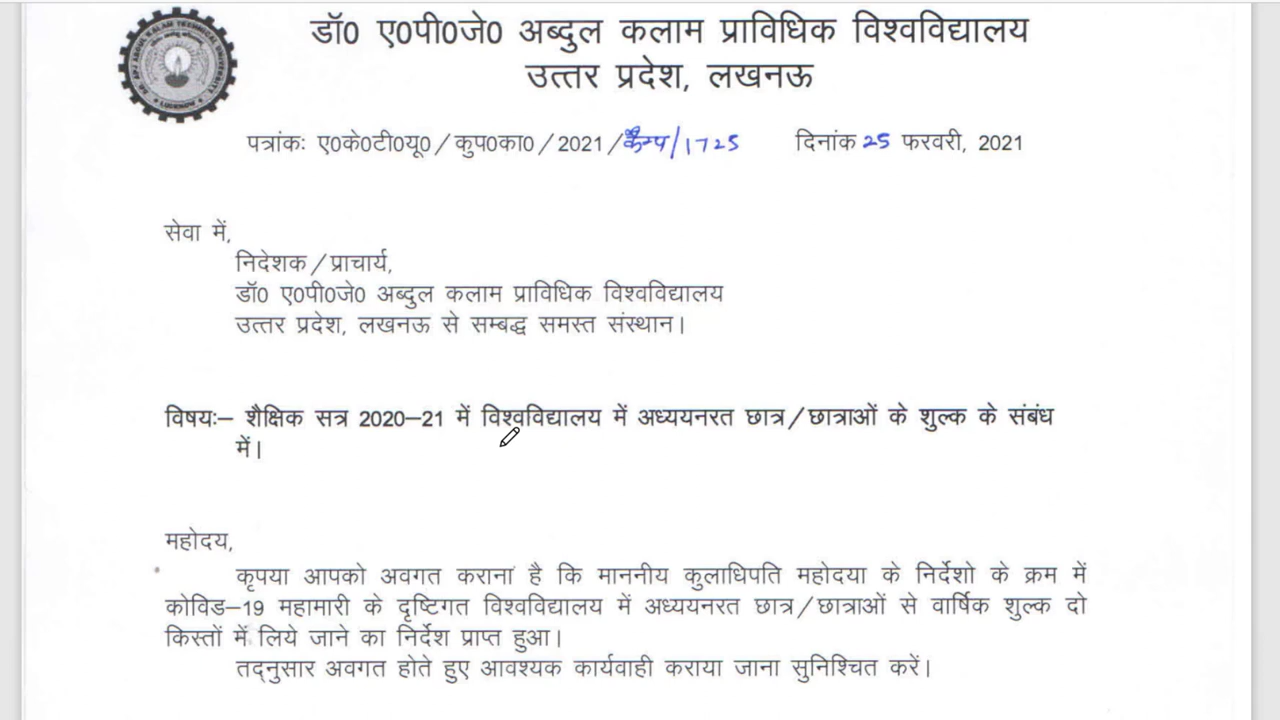 डॉ0 ए0पी0जे0 अब्दुल कलाम प्राविधिक विश्वविद्यालय
उत्तर प्रदेश, लखनऊ
पत्रांकः ए0के0टी0यू0/कुप0का0/2021/कैम्प/1725 दिनांक 25 फरवरी, 2021
सेवा में,
निदेशक/प्राचार्य,
डॉ0 ए0पी0जे0 अब्दुल कलाम प्राविधिक विश्वविद्यालय
उत्तर प्रदेश, लखनऊ से सम्बद्ध समस्त संस्थान।
विषयः– शैक्षिक सत्र 2020–21 में विश्वविद्यालय में अध्ययनरत छात्र/छात्राओं के शुल्क के संबंध
में।
महोदय,
कृपया आपको अवगत कराना है कि माननीय कुलाधिपति महोदया के निर्देशो के क्रम में
कोविड–19 महामारी के दृष्टिगत विश्वविद्यालय में अध्ययनरत छात्र/छात्राओं से वार्षिक शुल्क दो
किस्तों में लिये जाने का निर्देश प्राप्त हुआ।
तद्नुसार अवगत होते हुए आवश्यक कार्यवाही कराया जाना सुनिश्चित करें।